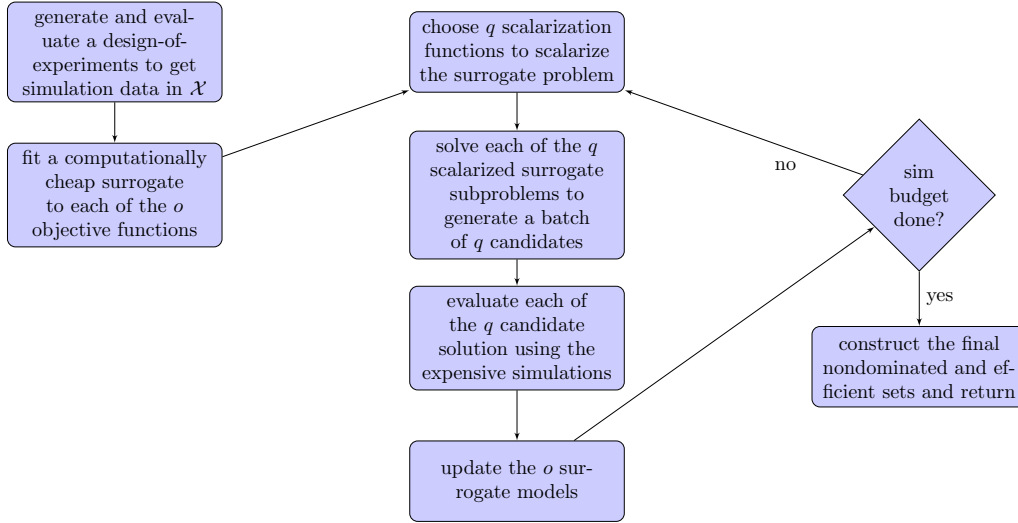 generate and eval-
uate a design-of-
experiments to get
simulation data in 𝒳
fit a computationally
cheap surrogate
to each of the o
objective functions
choose q scalarization
functions to scalarize
the surrogate problem
solve each of the q
scalarized surrogate
subproblems to
generate a batch
of q candidates
evaluate each of
the q candidate
solution using the
expensive simulations
update the o sur-
rogate models
sim
budget
done?
no
yes
construct the final
nondominated and ef-
ficient sets and return